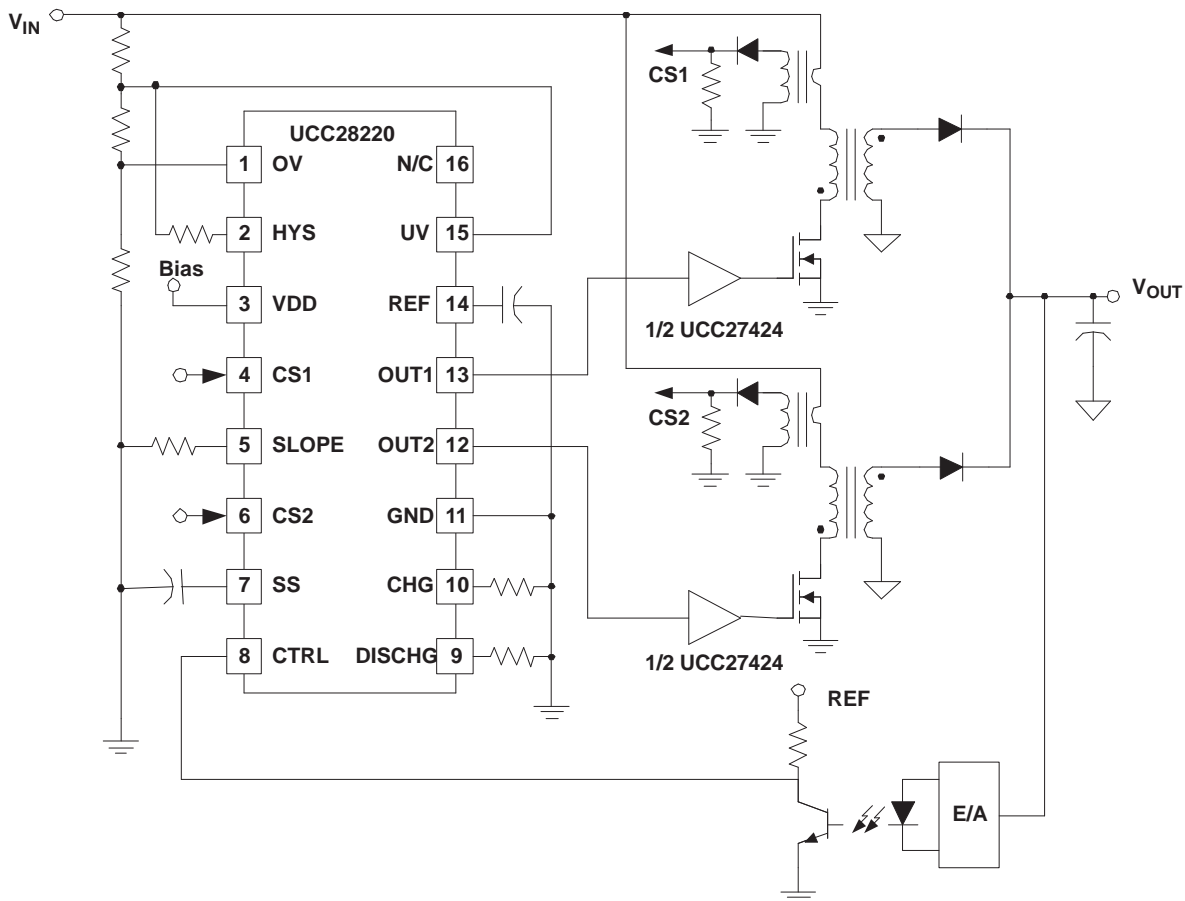 VIN
CS1
UCC28220
1 OV
N/C 16
2 HYS
UV 15
Bias
3 VDD
REF 14
1/2 UCC27424
VOUT
4 CS1
OUT1 13
CS2
5 SLOPE
OUT2 12
6 CS2
GND 11
7 SS
CHG 10
8 CTRL
DISCHG 9
1/2 UCC27424
REF
E/A